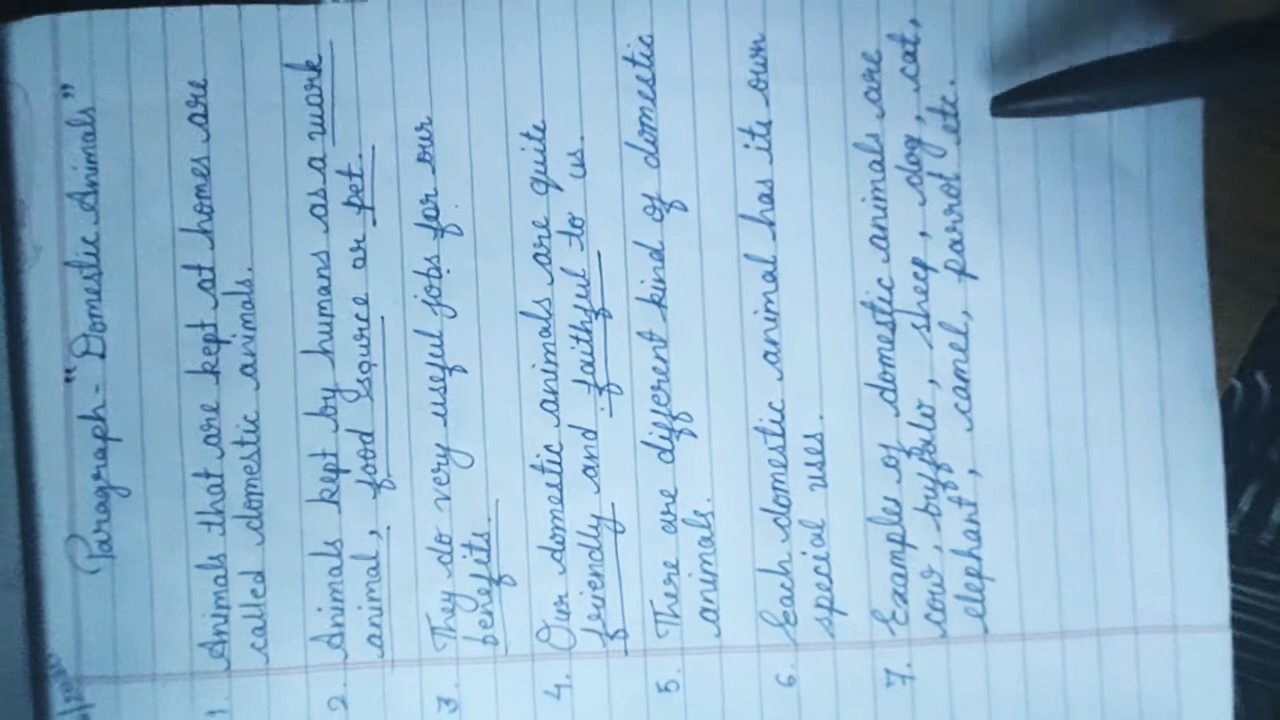 Paragraph - "Domestic Animals"
1. Animals that are kept at homes are
called domestic animals.
2. Animals kept by humans as a work
animal, food squrce or pet.
3. They do very useful jobs for our
benefits.
4. Our domestic animals are quite
friendly and faithful to us.
5. There are different kind of domestic
animals.
6. Each domestic animal has its own
special uses.
7. Examples of domestic animals are
cow, buffalo, sheep, dog, cat,
elephant, camel, parrot etc.